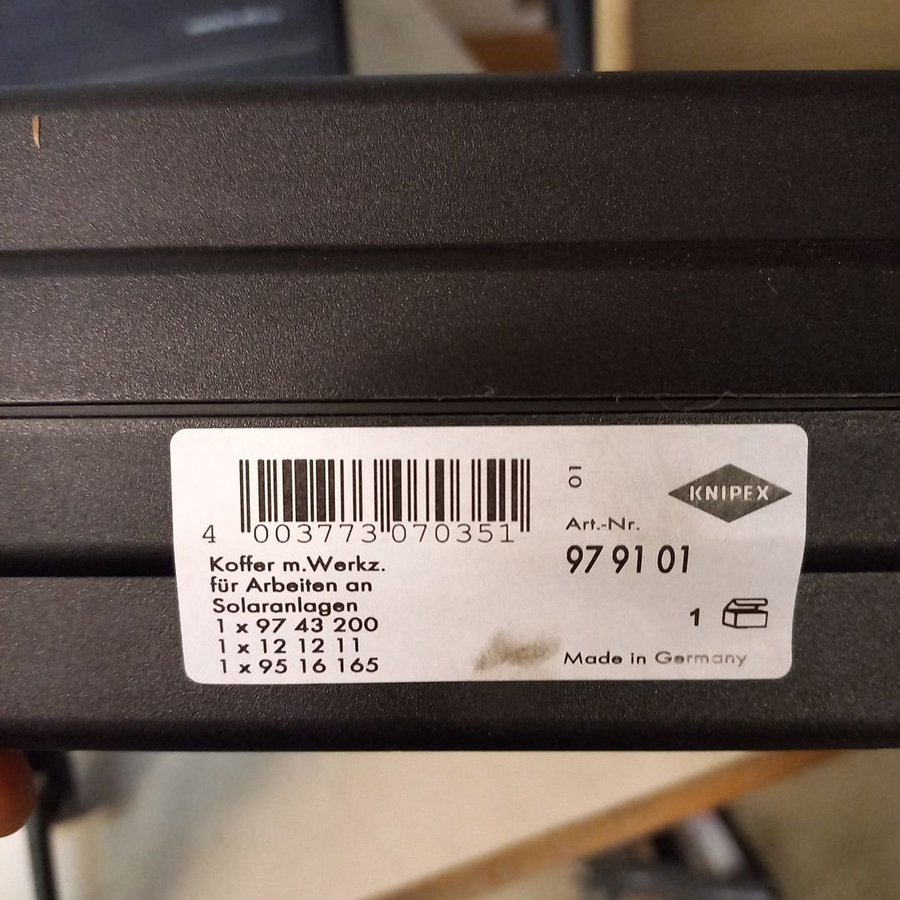 4 003773 070351
Koffer m.Werkz.
für Arbeiten an
Solaranlagen
1 x 97 43 200
1 x 12 12 11
1 x 95 16 165
01
KNIPEX
Art.-Nr.
97 91 01
1
Made in Germany